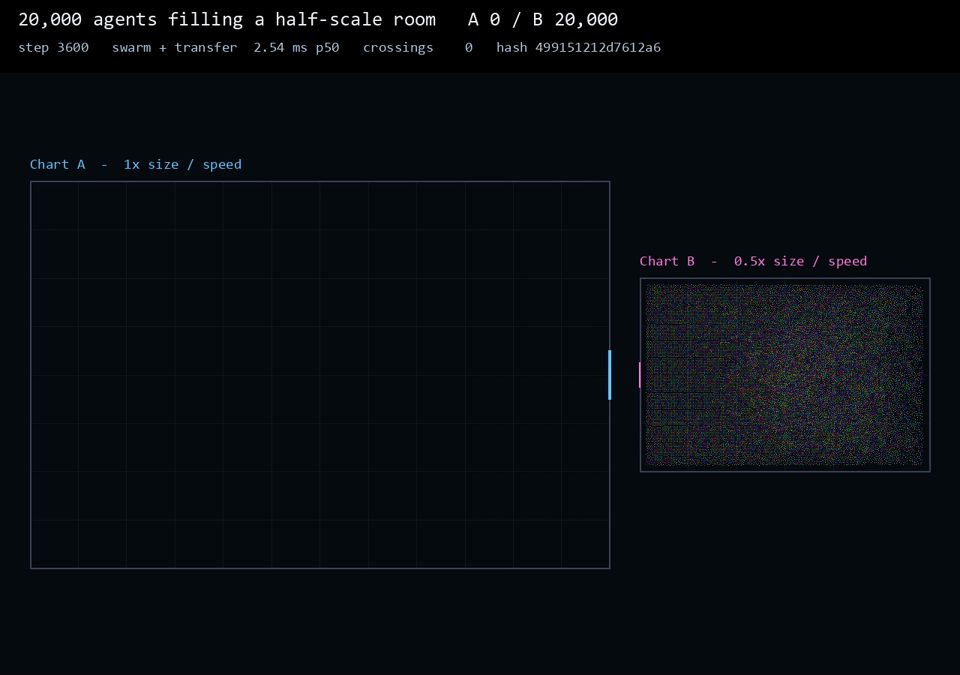 20,000 agents filling a half-scale room   A 0 / B 20,000
step 3600   swarm + transfer  2.54 ms p50   crossings    0   hash 499151212d7612a6
Chart A  -  1x size / speed
Chart B  -  0.5x size / speed